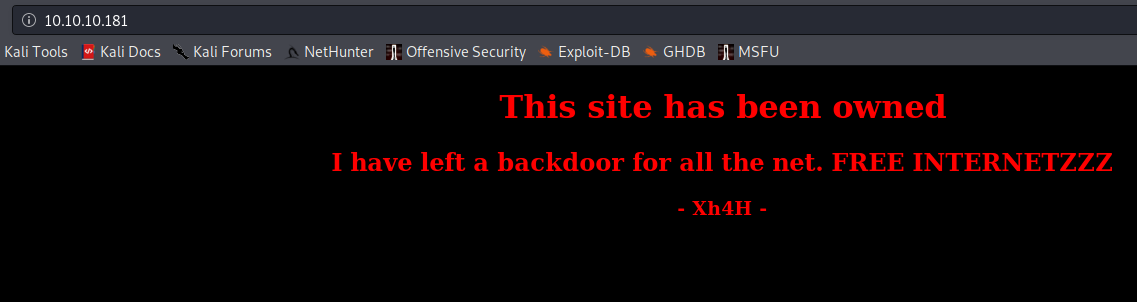 10.10.10.181
Kali Tools Kali Docs Kali Forums NetHunter Offensive Security Exploit-DB GHDB MSFU
This site has been owned
I have left a backdoor for all the net. FREE INTERNETZZZ
- Xh4H -